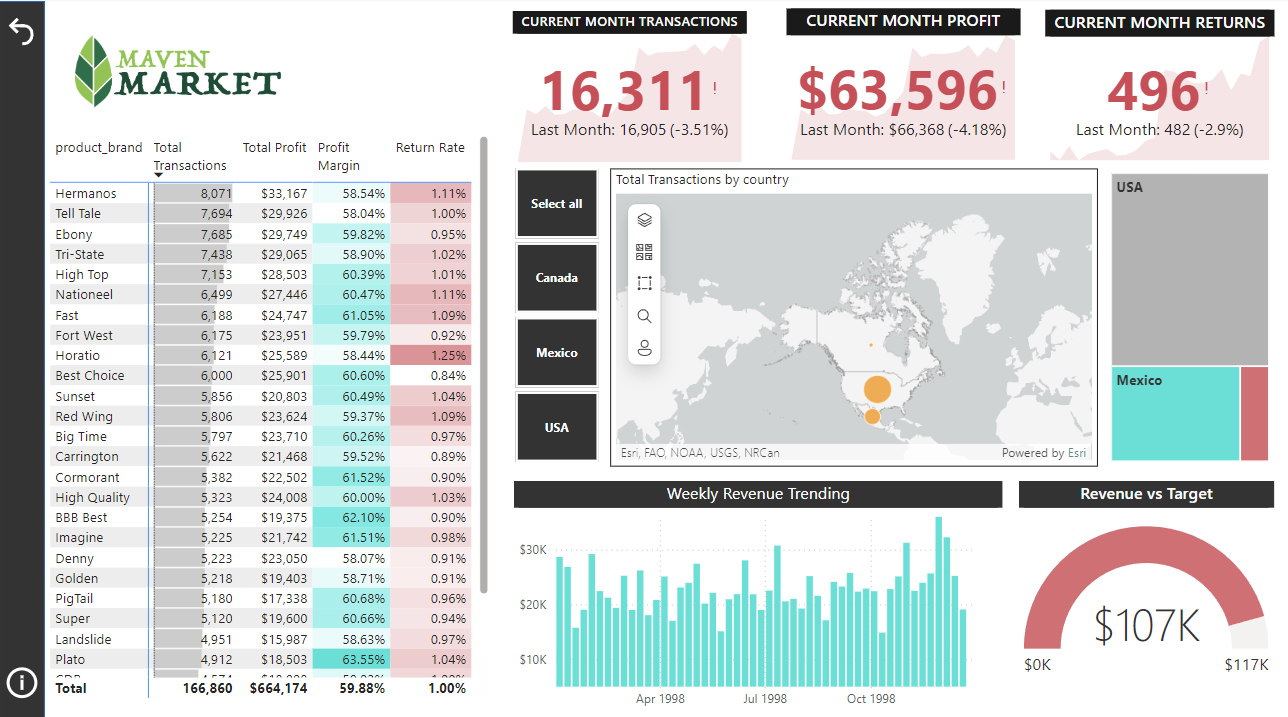 MAVEN
MARKET
CURRENT MONTH TRANSACTIONS
16,311 !
Last Month: 16,905 (-3.51%)
CURRENT MONTH PROFIT
$63,596 !
Last Month: $66,368 (-4.18%)
CURRENT MONTH RETURNS
496 !
Last Month: 482 (-2.9%)
product_brand Total Transactions Total Profit Profit Margin Return Rate
Hermanos 8,071 $33,167 58.54% 1.11%
Tell Tale 7,694 $29,926 58.04% 1.00%
Ebony 7,685 $29,749 59.82% 0.95%
Tri-State 7,438 $29,065 58.90% 1.02%
High Top 7,153 $28,503 60.39% 1.01%
Nationeel 6,499 $27,446 60.47% 1.11%
Fast 6,188 $24,747 61.05% 1.09%
Fort West 6,175 $23,951 59.79% 0.92%
Horatio 6,121 $25,589 58.44% 1.25%
Best Choice 6,000 $25,901 60.60% 0.84%
Sunset 5,856 $20,803 60.49% 1.04%
Red Wing 5,806 $23,624 59.37% 1.09%
Big Time 5,797 $23,710 60.26% 0.97%
Carrington 5,622 $21,468 59.52% 0.89%
Cormorant 5,382 $22,502 61.52% 0.90%
High Quality 5,323 $24,008 60.00% 1.03%
BBB Best 5,254 $19,375 62.10% 0.90%
Imagine 5,225 $21,742 61.51% 0.98%
Denny 5,223 $23,050 58.07% 0.91%
Golden 5,218 $19,403 58.71% 0.91%
PigTail 5,180 $17,338 60.68% 0.96%
Super 5,120 $19,600 60.66% 0.94%
Landslide 4,951 $15,987 58.63% 0.97%
Plato 4,912 $18,503 63.55% 1.04%
Total 166,860 $664,174 59.88% 1.00%
Select all
Canada
Mexico
USA
Total Transactions by country
Esri, FAO, NOAA, USGS, NRCan
Powered by Esri
USA
Mexico
Weekly Revenue Trending
$30K
$20K
$10K
Apr 1998 Jul 1998 Oct 1998
Revenue vs Target
$107K
$0K $117K